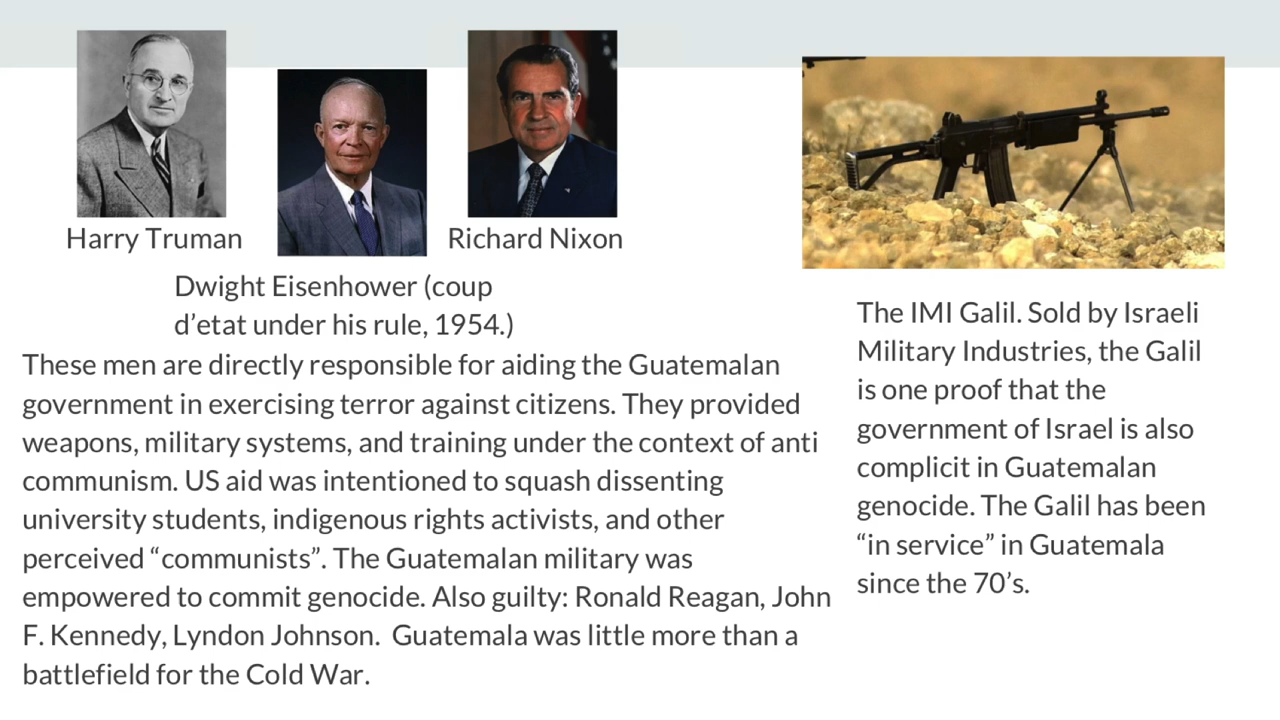 Harry Truman
Richard Nixon
Dwight Eisenhower (coup
d’etat under his rule, 1954.)
These men are directly responsible for aiding the Guatemalan
government in exercising terror against citizens. They provided
weapons, military systems, and training under the context of anti
communism. US aid was intentioned to squash dissenting
university students, indigenous rights activists, and other
perceived “communists”. The Guatemalan military was
empowered to commit genocide. Also guilty: Ronald Reagan, John
F. Kennedy, Lyndon Johnson.  Guatemala was little more than a
battlefield for the Cold War.
The IMI Galil. Sold by Israeli
Military Industries, the Galil
is one proof that the
government of Israel is also
complicit in Guatemalan
genocide. The Galil has been
“in service” in Guatemala
since the 70’s.